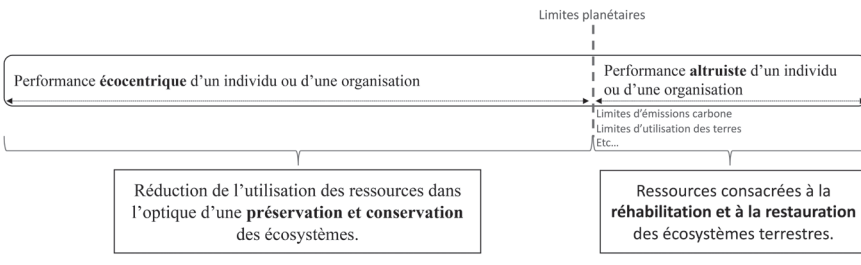 Limites planétaires
Performance écocentrique d’un individu ou d’une organisation
Performance altruiste d’un individu
ou d’une organisation
Limites d’émissions carbone
Limites d’utilisation des terres
Etc…
Réduction de l’utilisation des ressources dans
l’optique d’une préservation et conservation
des écosystèmes.
Ressources consacrées à la
réhabilitation et à la restauration
des écosystèmes terrestres.